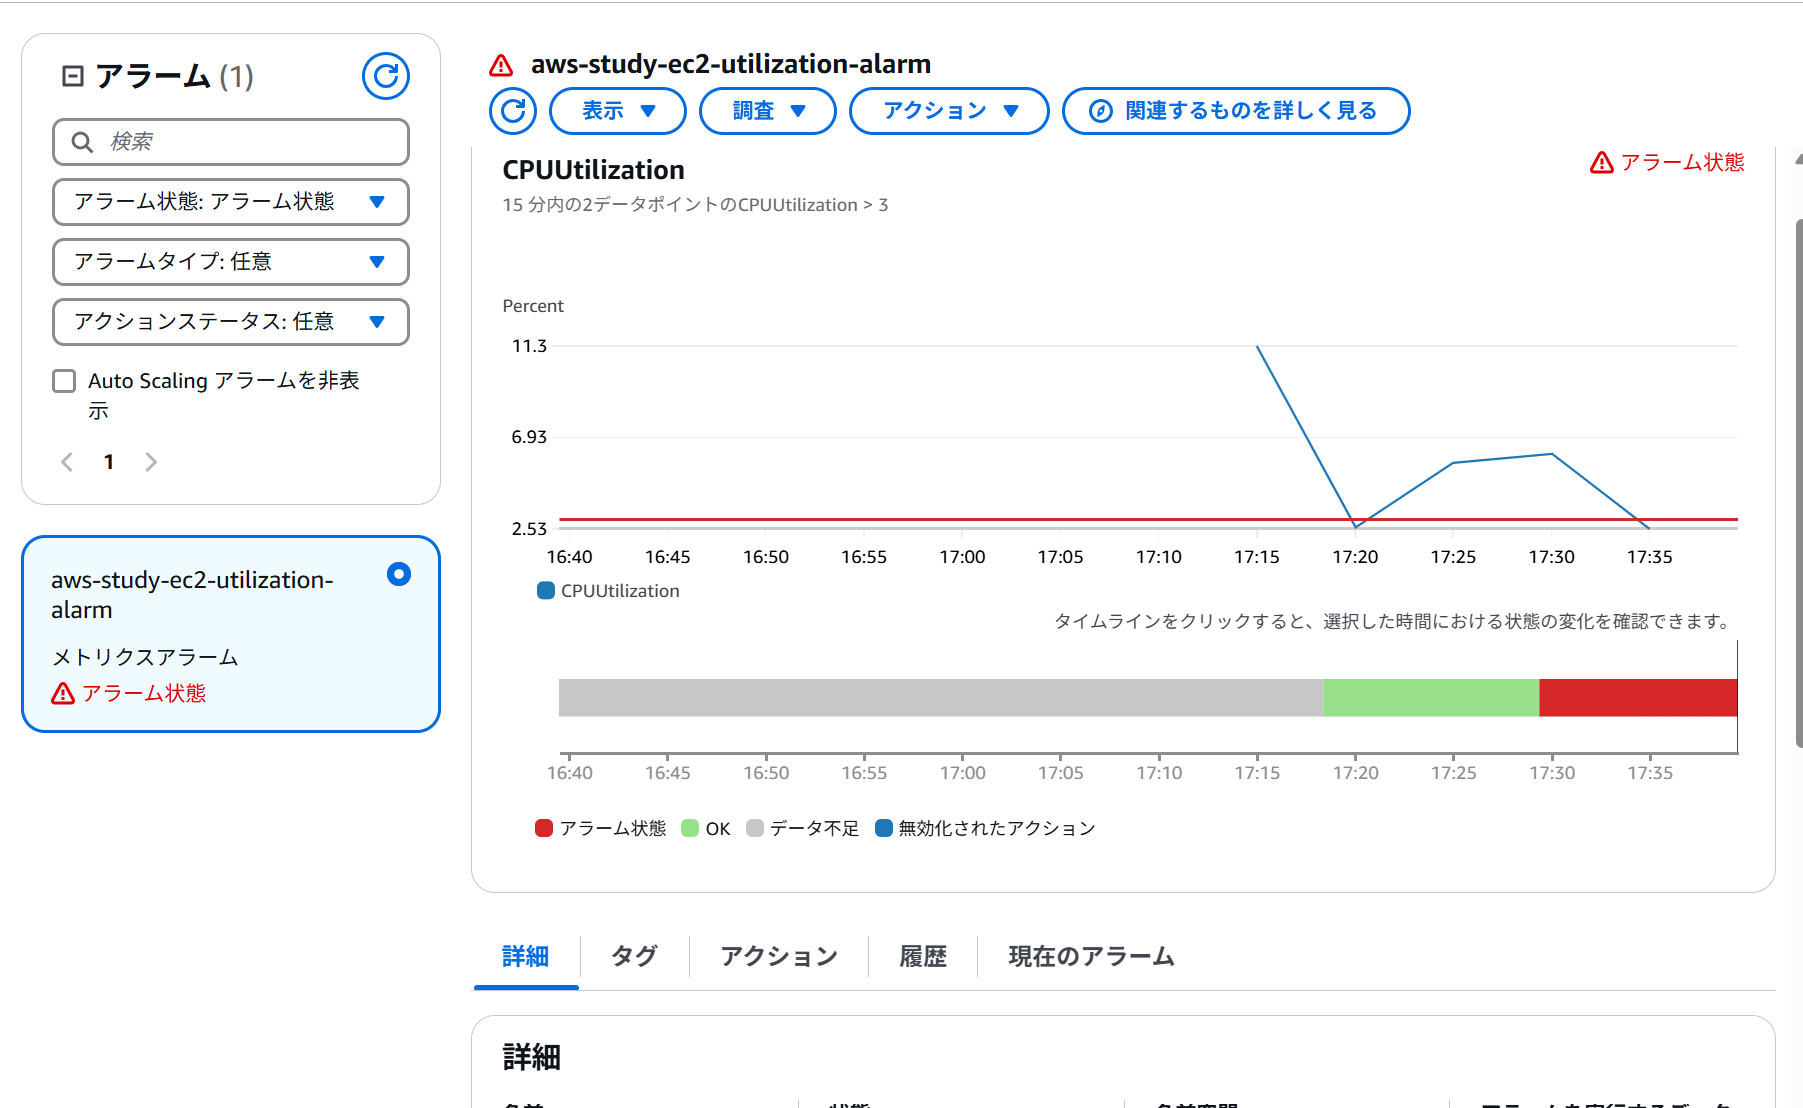 アラーム (1)
検索
アラーム状態: アラーム状態
アラームタイプ: 任意
アクションステータス: 任意
Auto Scaling アラームを非表
示
1
aws-study-ec2-utilization-
alarm
メトリクスアラーム
アラーム状態
aws-study-ec2-utilization-alarm
表示
調査
アクション
関連するものを詳しく見る
CPUUtilization
アラーム状態
15 分内の2データポイントのCPUUtilization > 3
Percent
11.3
6.93
2.53
16:40 16:45 16:50 16:55 17:00 17:05 17:10 17:15 17:20 17:25 17:30 17:35
CPUUtilization
タイムラインをクリックすると、選択した時間における状態の変化を確認できます。
16:40 16:45 16:50 16:55 17:00 17:05 17:10 17:15 17:20 17:25 17:30 17:35
アラーム状態 OK データ不足 無効化されたアクション
詳細 タグ アクション 履歴 現在のアラーム
詳細